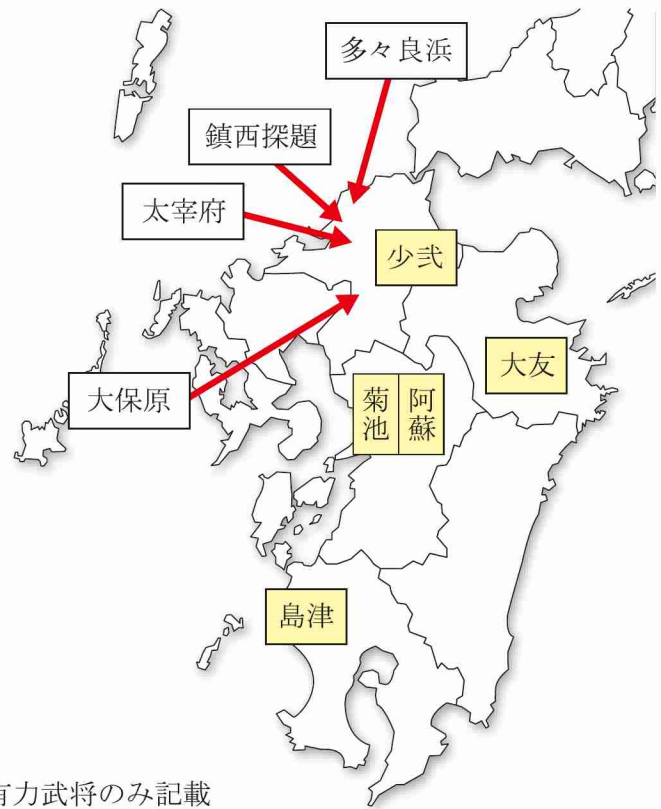 多々良浜
鎮西探題
太宰府
少弐
大友
大保原
菊池
阿蘇
島津
有力武将のみ記載